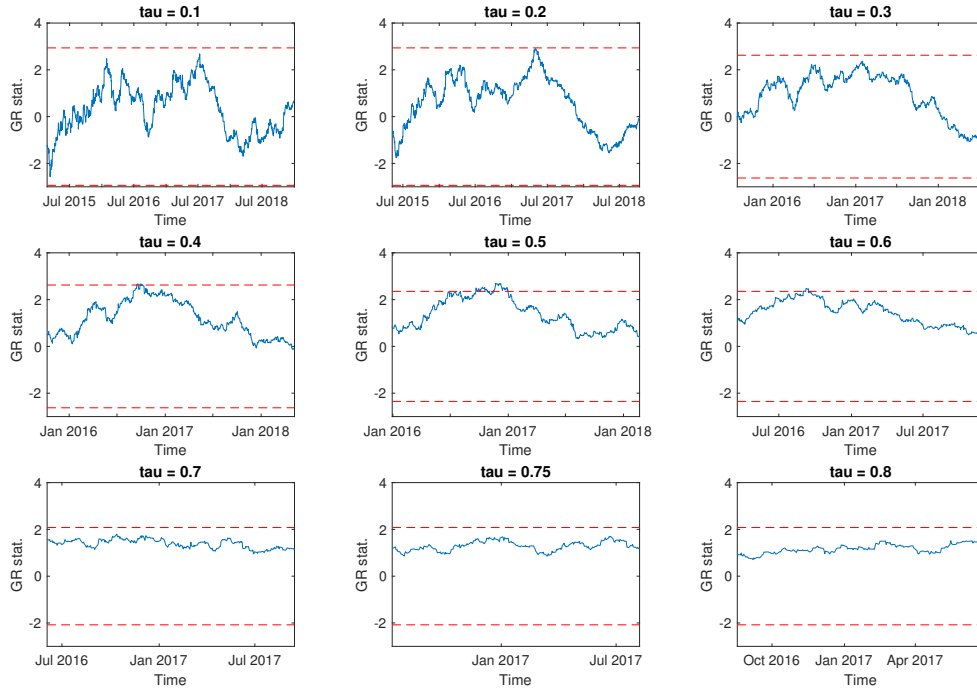 tau = 0.1
4
2
0
-2
GR stat.
Jul 2015 Jul 2016 Jul 2017 Jul 2018
Time
tau = 0.2
4
2
0
-2
GR stat.
Jul 2015 Jul 2016 Jul 2017 Jul 2018
Time
tau = 0.3
4
2
0
-2
GR stat.
Jan 2016 Jan 2017 Jan 2018
Time
tau = 0.4
4
2
0
-2
GR stat.
Jan 2016 Jan 2017 Jan 2018
Time
tau = 0.5
4
2
0
-2
GR stat.
Jan 2016 Jan 2017 Jan 2018
Time
tau = 0.6
4
2
0
-2
GR stat.
Jul 2016 Jan 2017 Jul 2017
Time
tau = 0.7
4
2
0
-2
GR stat.
Jul 2016 Jan 2017 Jul 2017
Time
tau = 0.75
4
2
0
-2
GR stat.
Jan 2017 Jul 2017
Time
tau = 0.8
4
2
0
-2
GR stat.
Oct 2016 Jan 2017 Apr 2017
Time